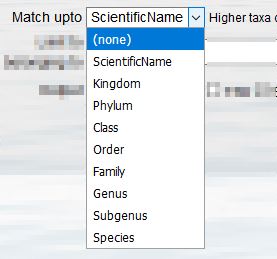 Match upto ScientificName Higher taxa
(none)
ScientificName
Kingdom
Phylum
Class
Order
Family
Genus
Subgenus
Species